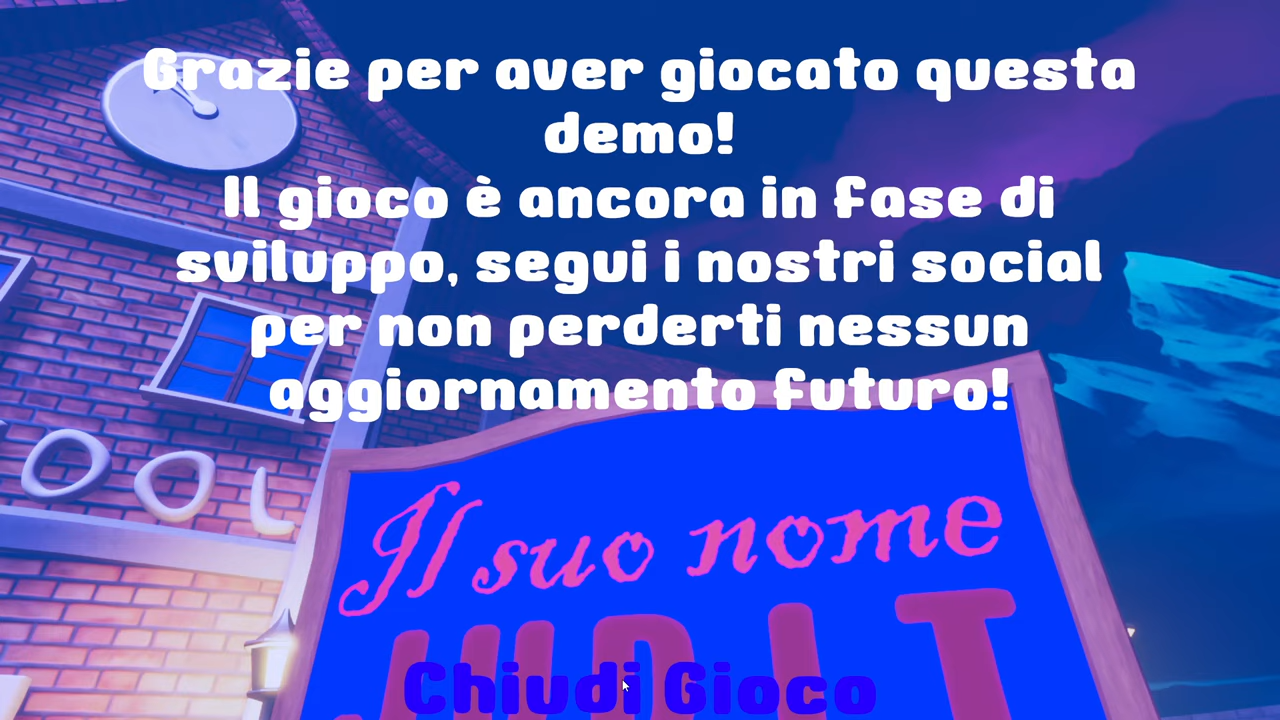 Grazie per aver giocato questa
demo!
Il gioco è ancora in fase di
sviluppo, segui i nostri social
per non perderti nessun
aggiornamento futuro!
OOL
Il suo nome
Chiudi Gioco